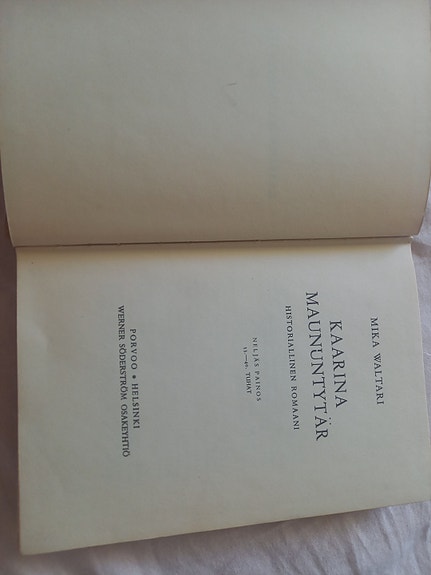 MIKA WALTARI
KAARINA
MAUNUNTYTÄR
HISTORIALLINEN ROMAANI
NELJÄS PAINOS
TUHAT
PORVOO • HELSINKI
WERNER SÖDERSTRÖM OSAKEYHTIÖ